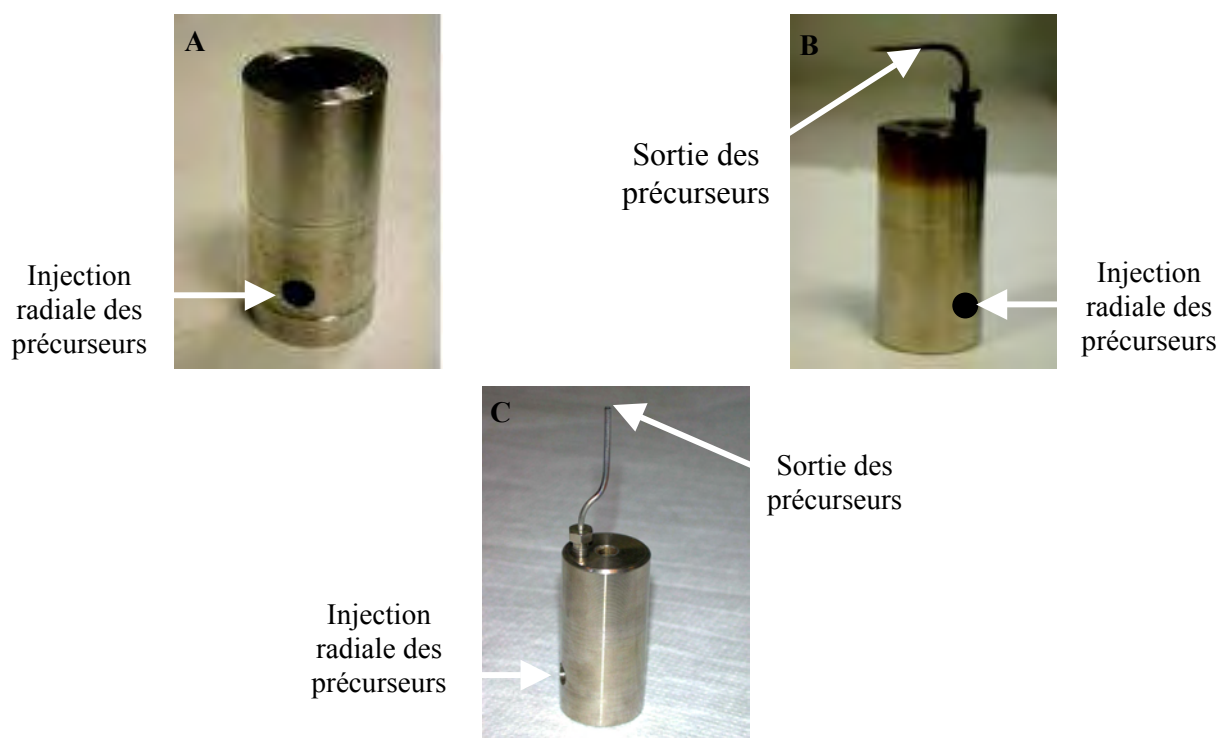 A
Injection
radiale des
précurseurs
B
Sortie des
précurseurs
Injection
radiale des
précurseurs
C
Sortie des
précurseurs
Injection
radiale des
précurseurs